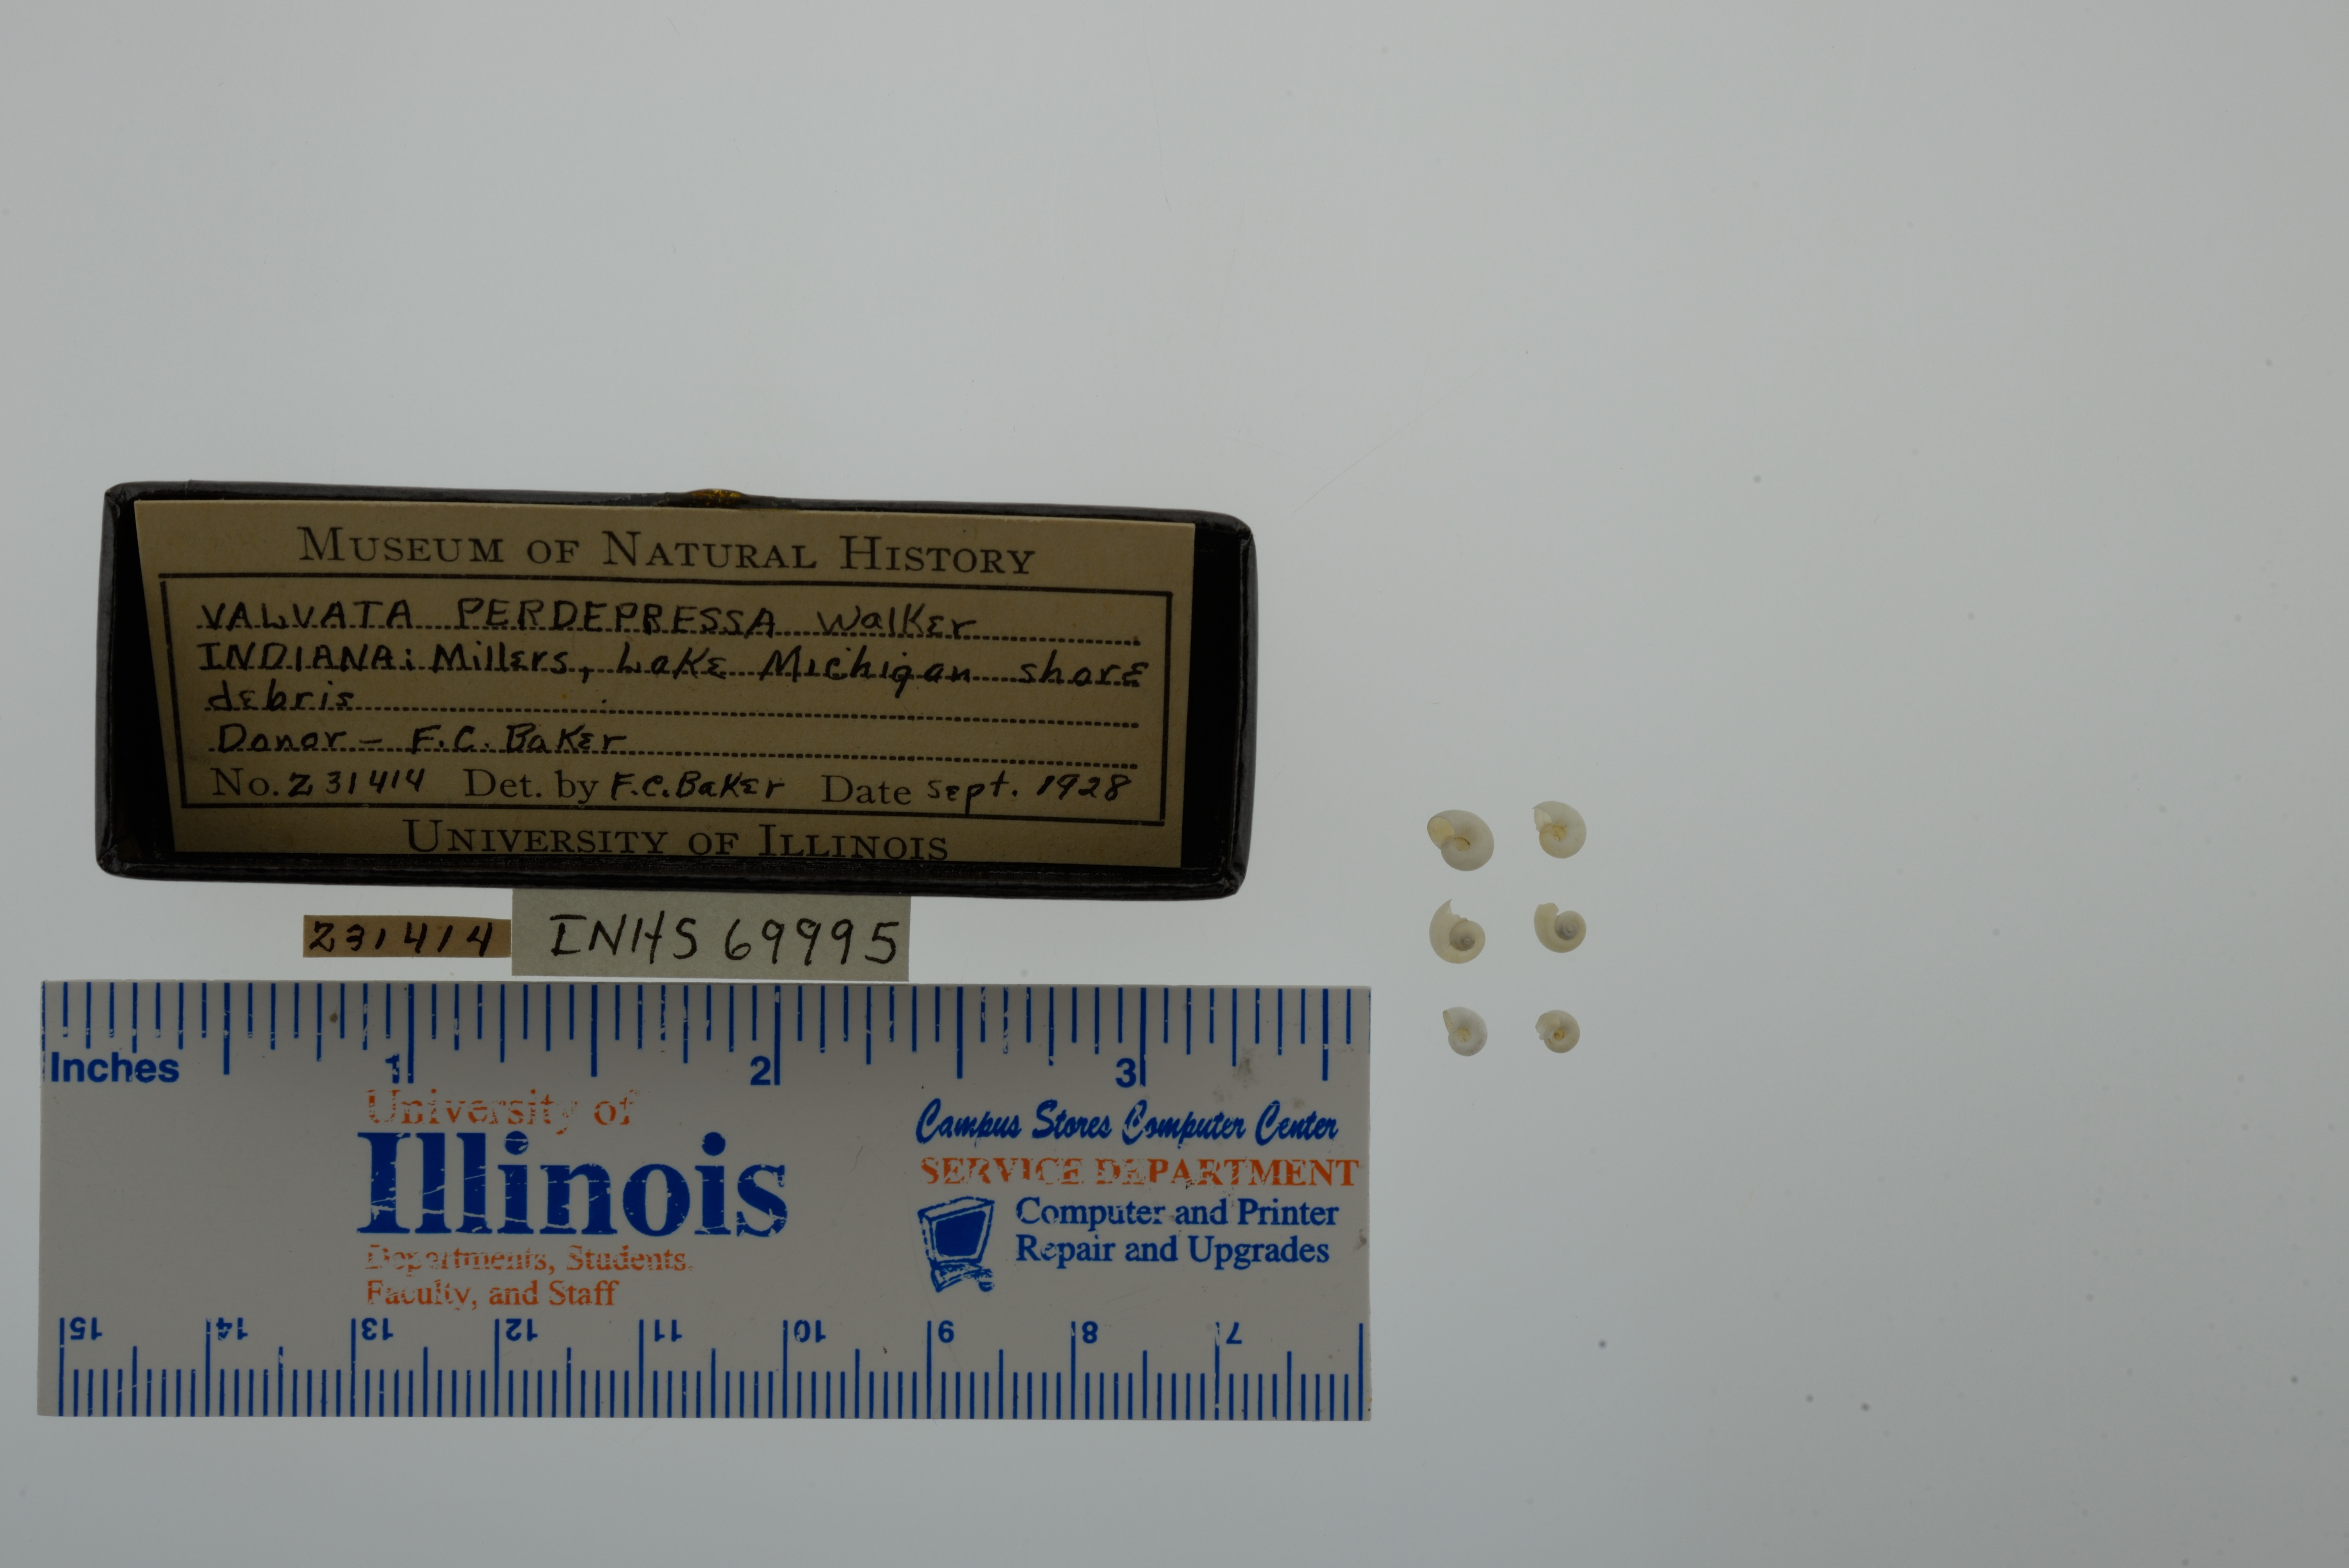 MUSEUM OF NATURAL HISTORY
VALVATA PERDEPRESSA Walker
INDIANA: Millers, Lake Michigan shore
debris
Donor - F.C. Baker
No. Z31414 Det. by F.C. Baker Date Sept. 1928
UNIVERSITY OF ILLINOIS
Z31414
INHS 69995
Inches 1 2 3
University of
Illinois
Departments, Students,
Faculty, and Staff
Campus Stores Computer Center
SERVICE DEPARTMENT
Computer and Printer
Repair and Upgrades
15 14 13 12 11 10 9 8 7